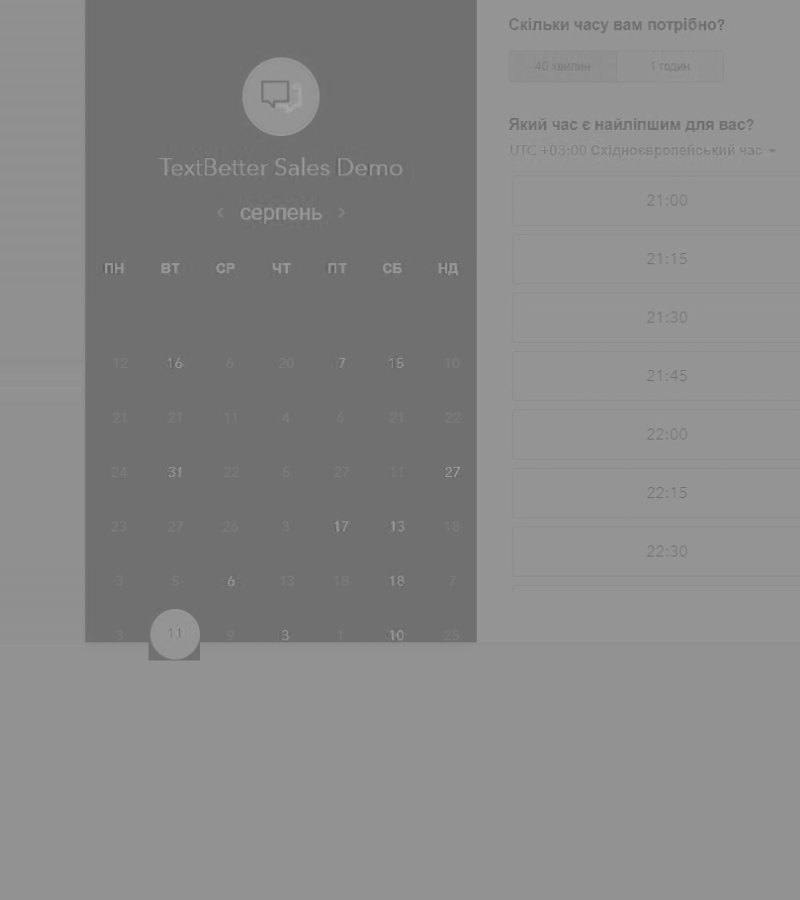 TextBetter Sales Demo
серпень
ПН ВТ СР ЧТ ПТ СБ НД
12 16 6 20 7 15 10
21 21 11 4 6 21 22
24 31 22 5 27 11 27
23 27 26 3 17 13 18
3 5 6 13 18 18 7
3 11 9 3 1 10 25
Скільки часу вам потрібно?
40 хвилин 1 годин
Який час є найліпшим для вас?
UTC +03:00 Східноєвропейський час
21:00
21:15
21:30
21:45
22:00
22:15
22:30